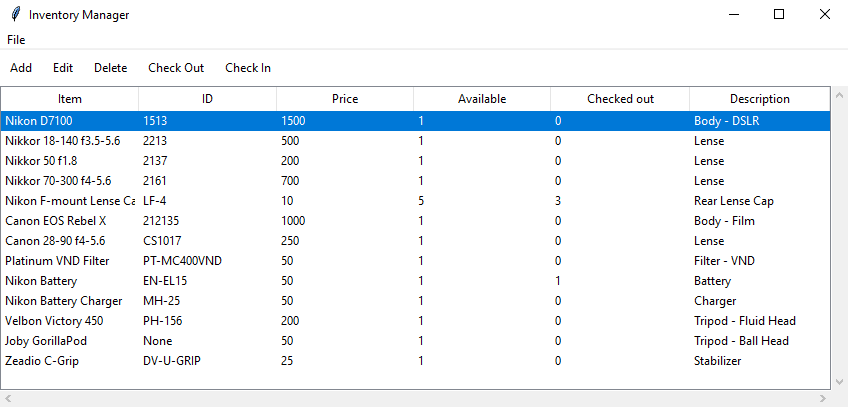 Inventory Manager
File
Add Edit Delete Check Out Check In
Item ID Price Available Checked out Description
Nikon D7100 1513 1500 1 0 Body - DSLR
Nikkor 18-140 f3.5-5.6 2213 500 1 0 Lense
Nikkor 50 f1.8 2137 200 1 0 Lense
Nikkor 70-300 f4-5.6 2161 700 1 0 Lense
Nikon F-mount Lense Ca LF-4 10 5 3 Rear Lense Cap
Canon EOS Rebel X 212135 1000 1 0 Body - Film
Canon 28-90 f4-5.6 CS1017 250 1 0 Lense
Platinum VND Filter PT-MC400VND 50 1 0 Filter - VND
Nikon Battery EN-EL15 50 1 1 Battery
Nikon Battery Charger MH-25 50 1 0 Charger
Velbon Victory 450 PH-156 200 1 0 Tripod - Fluid Head
Joby GorillaPod None 50 1 0 Tripod - Ball Head
Zeadio C-Grip DV-U-GRIP 25 1 0 Stabilizer